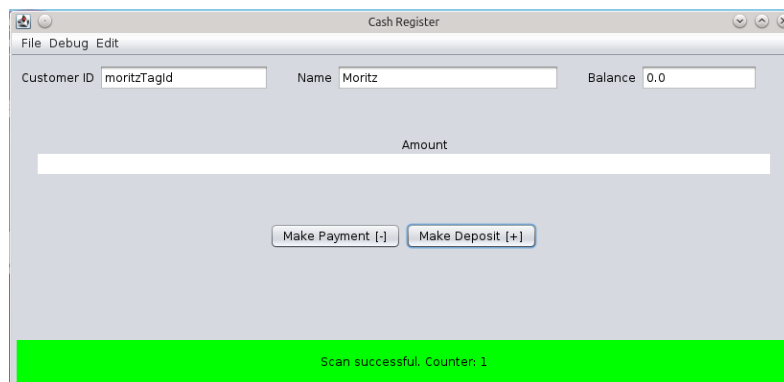 Cash Register
File Debug Edit
Customer ID moritzTagId Name Moritz Balance 0.0
Amount
Make Payment [-] Make Deposit [+]
Scan successful. Counter: 1